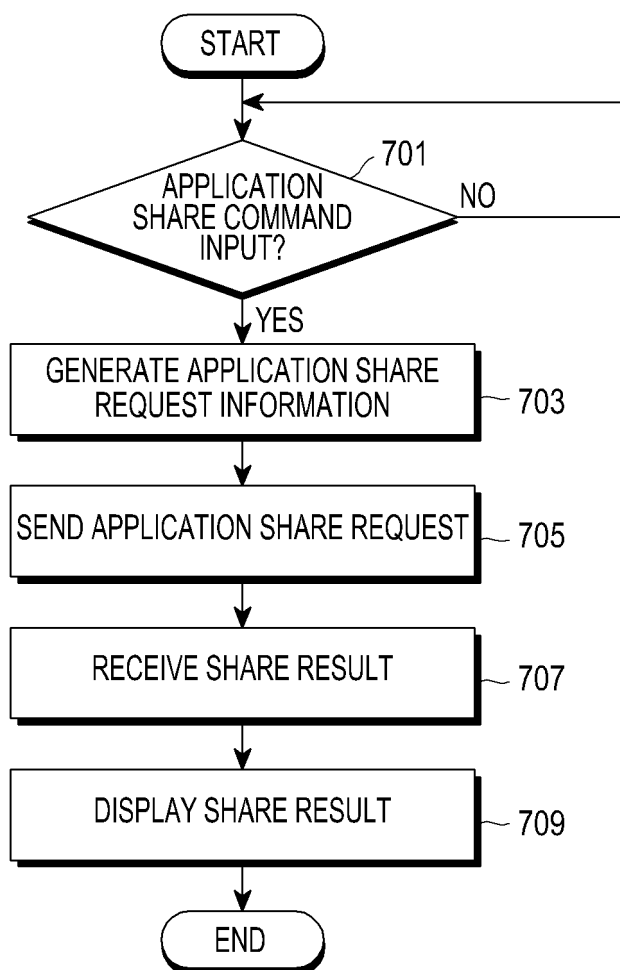 START
701
APPLICATION
SHARE COMMAND
INPUT?
NO
YES
GENERATE APPLICATION SHARE
REQUEST INFORMATION
703
SEND APPLICATION SHARE REQUEST
705
RECEIVE SHARE RESULT
707
DISPLAY SHARE RESULT
709
END